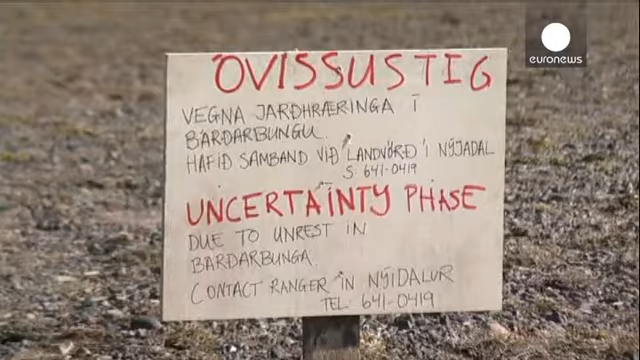 euronews
ÓVISSUSTIG
VEGNA JARÐHRÆRINGA Í
BÁRÐARBUNGU.
HAFIÐ SAMBAND VIÐ LANDVÖRÐ Í NÝJADAL
S: 641-0419
UNCERTAINTY PHASE
DUE TO UNREST IN
BARDARBUNGA.
CONTACT RANGER IN NÝIDALUR
TEL 641-0419